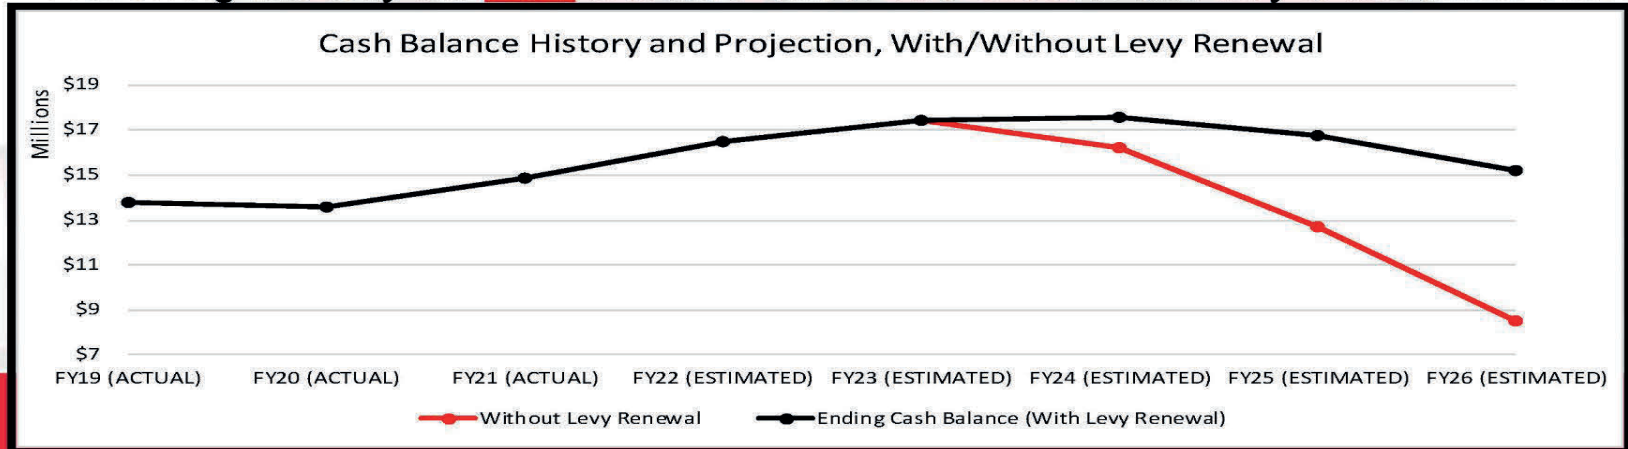 Cash Balance History and Projection, With/Without Levy Renewal
Millions
$19
$17
$15
$13
$11
$9
$7
FY19 (ACTUAL) FY20 (ACTUAL) FY21 (ACTUAL) FY22 (ESTIMATED) FY23 (ESTIMATED) FY24 (ESTIMATED) FY25 (ESTIMATED) FY26 (ESTIMATED)
Without Levy Renewal Ending Cash Balance (With Levy Renewal)